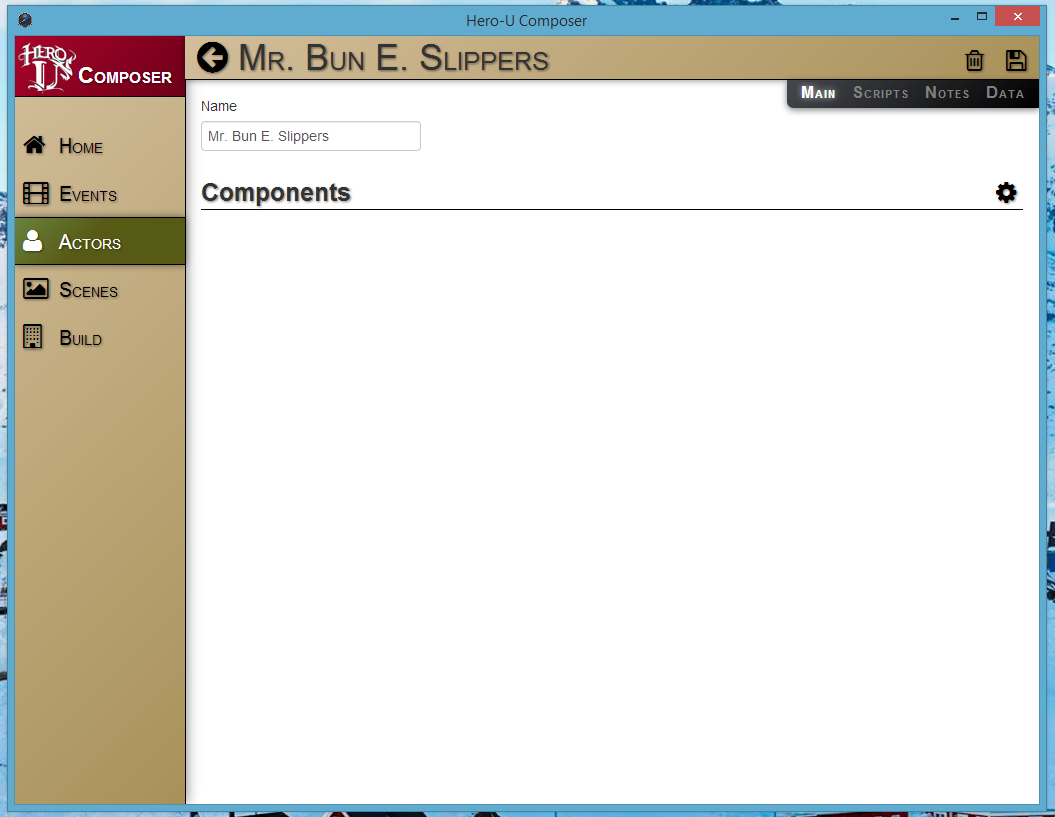 Hero-U Composer
HERO U
Composer
Mr. Bun E. Slippers
Main Scripts Notes Data
Home
Events
Actors
Scenes
Build
Name
Mr. Bun E. Slippers
Components